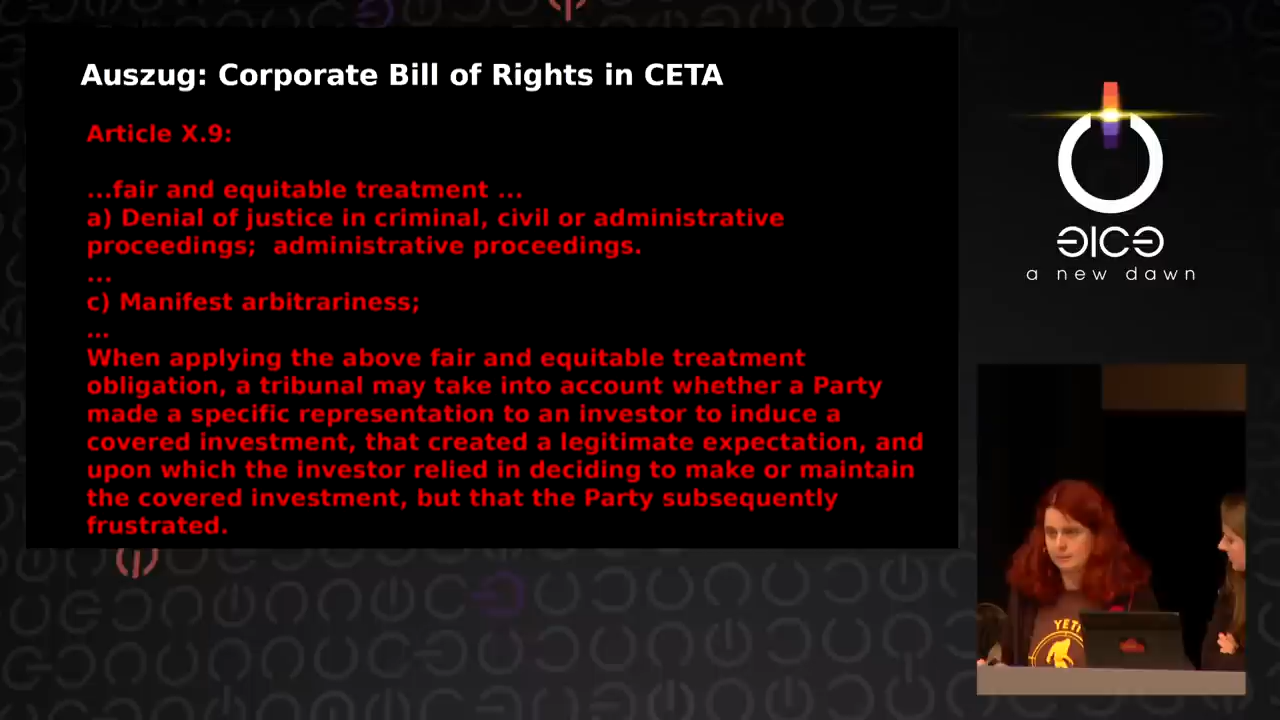 Auszug: Corporate Bill of Rights in CETA
Article X.9:
...fair and equitable treatment ...
a) Denial of justice in criminal, civil or administrative
proceedings;  administrative proceedings.
...
c) Manifest arbitrariness;
...
When applying the above fair and equitable treatment
obligation, a tribunal may take into account whether a Party
made a specific representation to an investor to induce a
covered investment, that created a legitimate expectation, and
upon which the investor relied in deciding to make or maintain
the covered investment, but that the Party subsequently
frustrated.
a new dawn
YETI